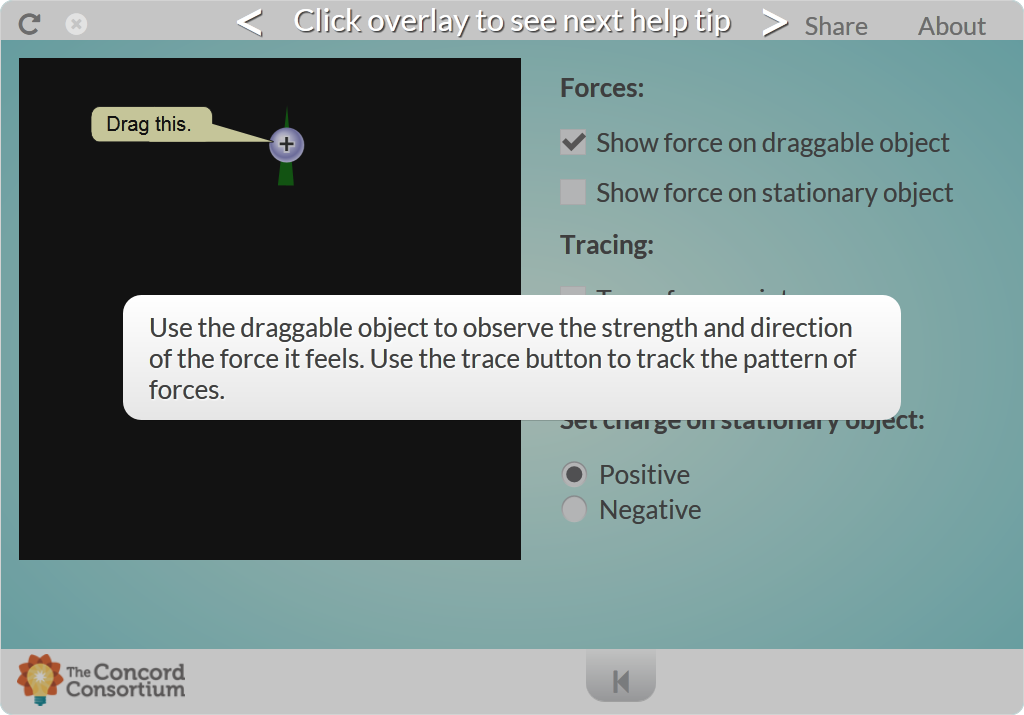 Click overlay to see next help tip
Share
About
Drag this.
+
Forces:
Show force on draggable object
Show force on stationary object
Tracing:
Use the draggable object to observe the strength and direction
of the force it feels. Use the trace button to track the pattern of
forces.
Set charge on stationary object:
Positive
Negative
The Concord
Consortium